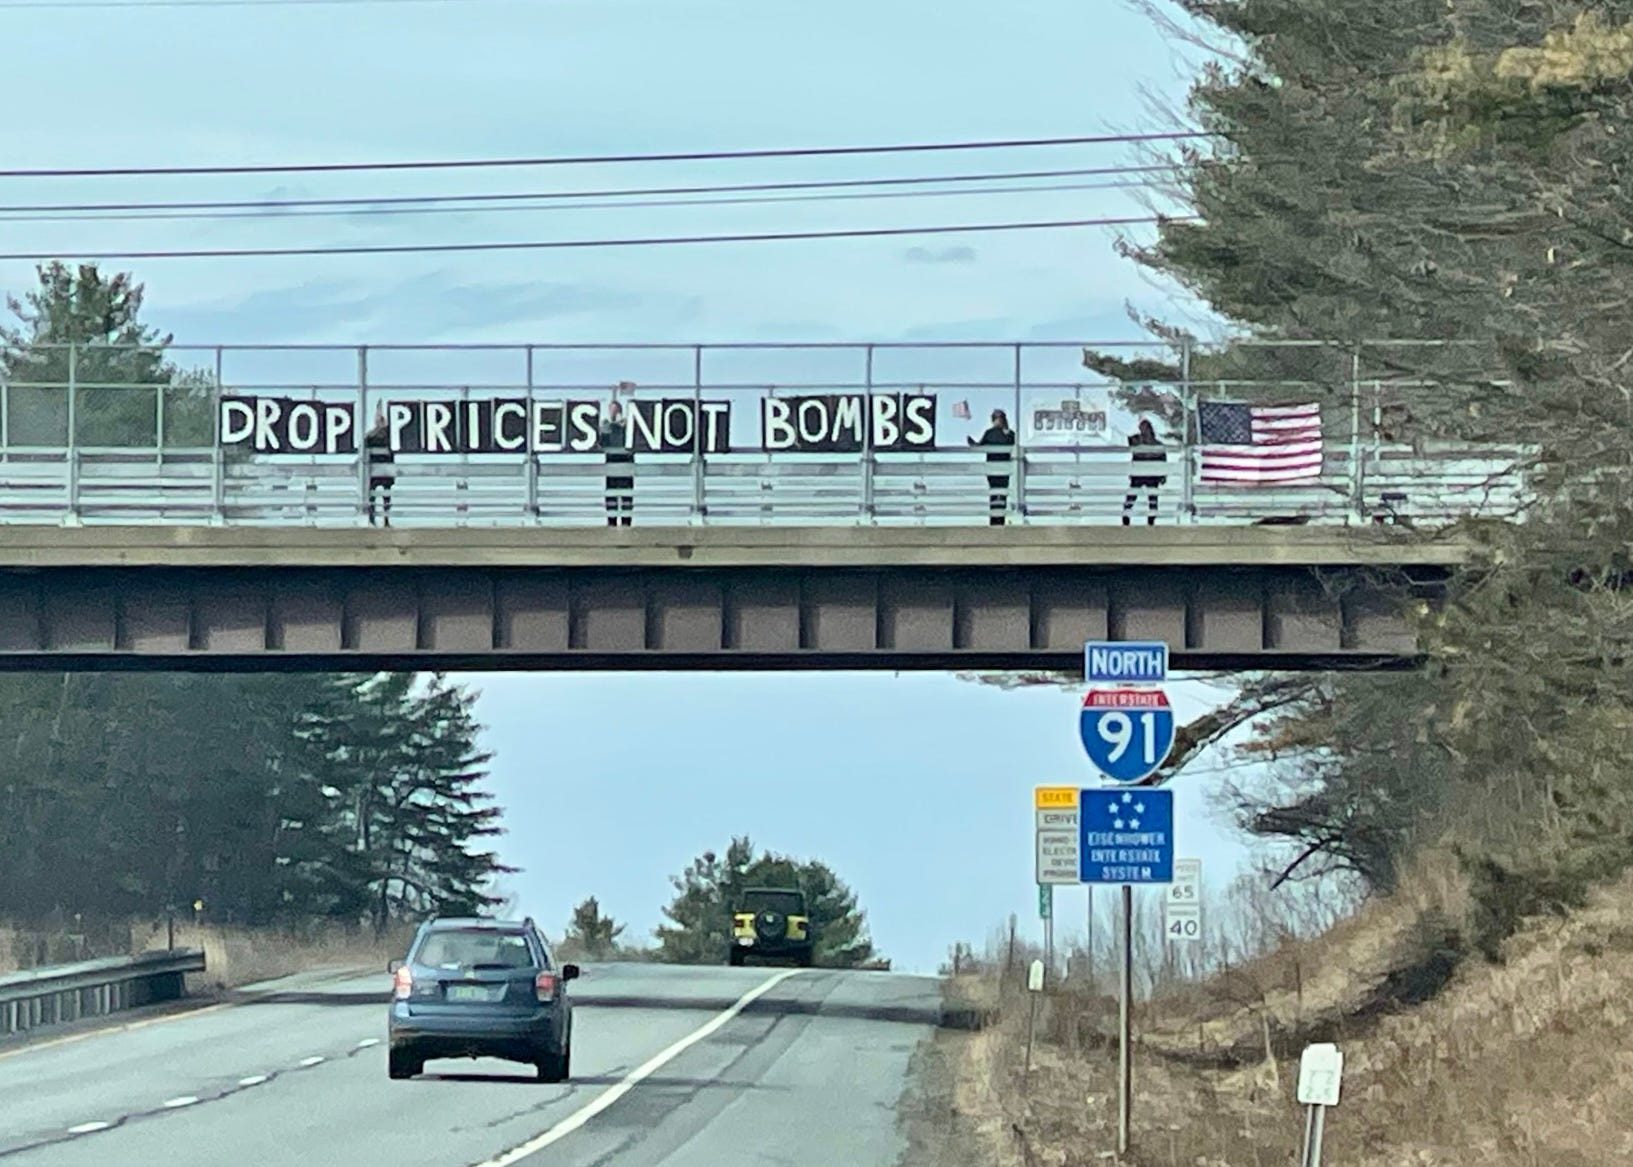 DROP PRICES NOT BOMBS
NORTH
INTERSTATE
91
STATE
EISENHOWER
INTERSTATE
SYSTEM
65
40